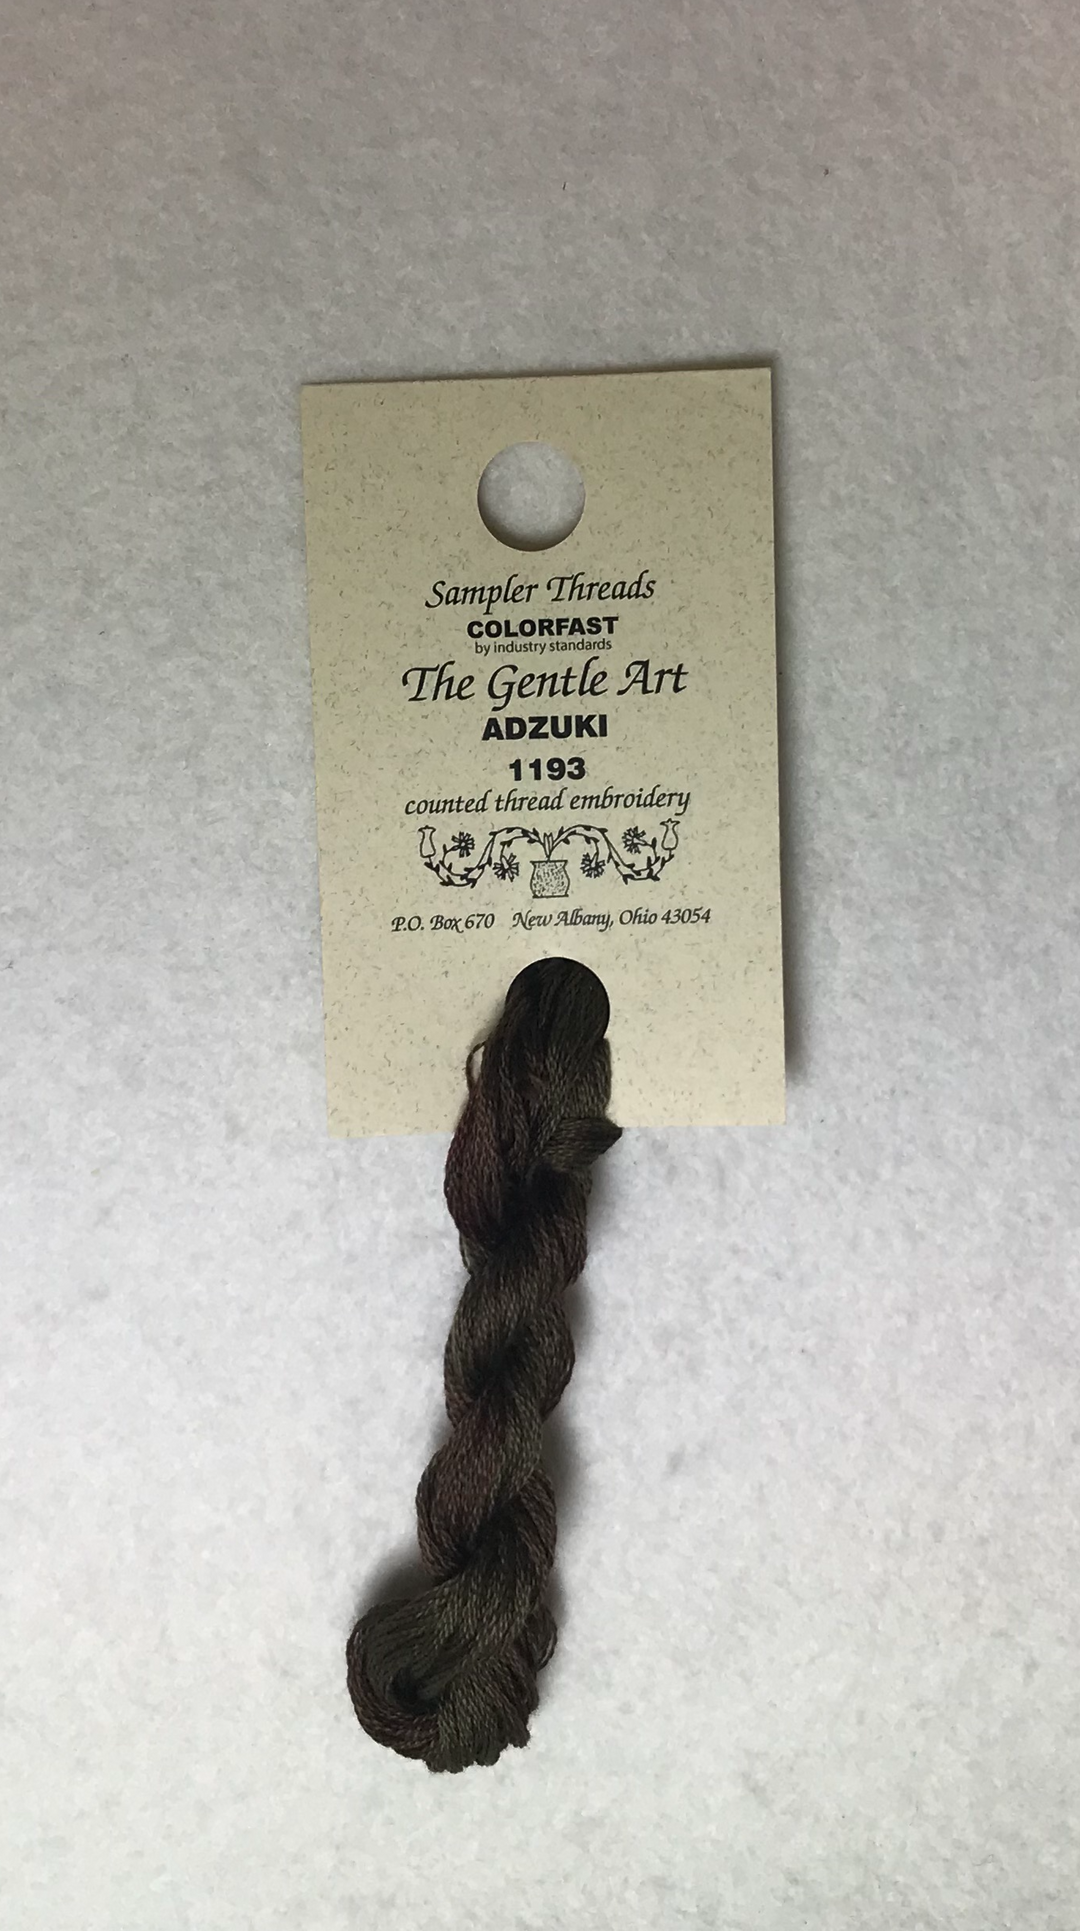 Sampler Threads
COLORFAST
by industry standards
The Gentle Art
ADZUKI
1193
counted thread embroidery
P.O. Box 670 New Albany, Ohio 43054